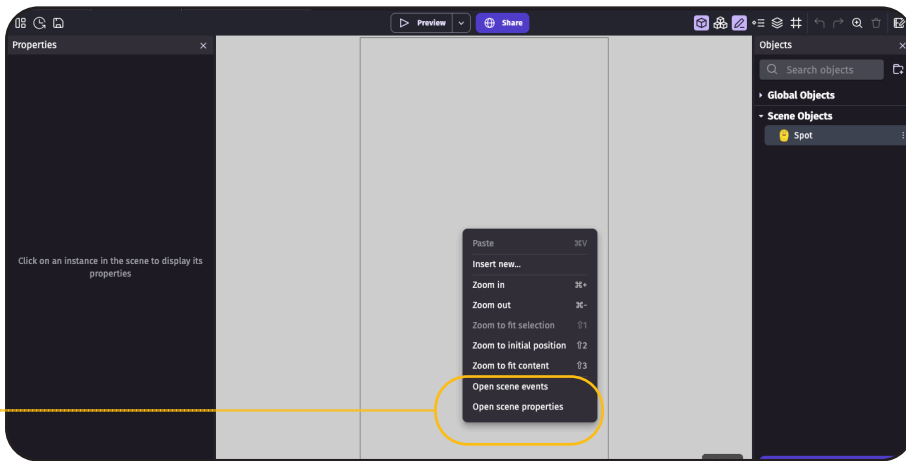 Preview
Share
Properties
Objects
Search objects
Global Objects
Scene Objects
Spot
Click on an instance in the scene to display its
properties
Paste ⌘V
Insert new...
Zoom in ⌘+
Zoom out ⌘-
Zoom to fit selection ⇧1
Zoom to initial position ⇧2
Zoom to fit content ⇧3
Open scene events
Open scene properties